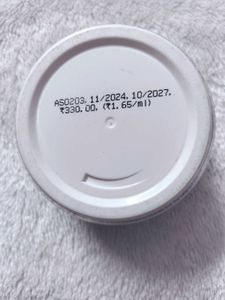 AS0203. 11/2024. 10/2027.
₹330.00. (₹1.65/ml)